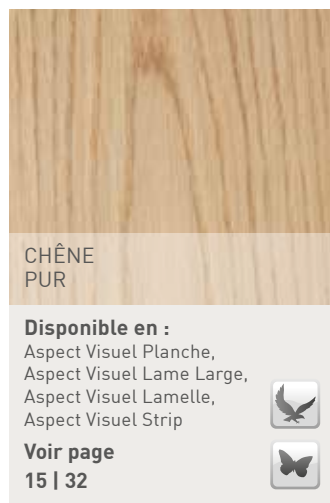 CHÊNE
PUR
Disponible en :
Aspect Visuel Planche,
Aspect Visuel Lame Large,
Aspect Visuel Lamelle,
Aspect Visuel Strip
Voir page
15 | 32